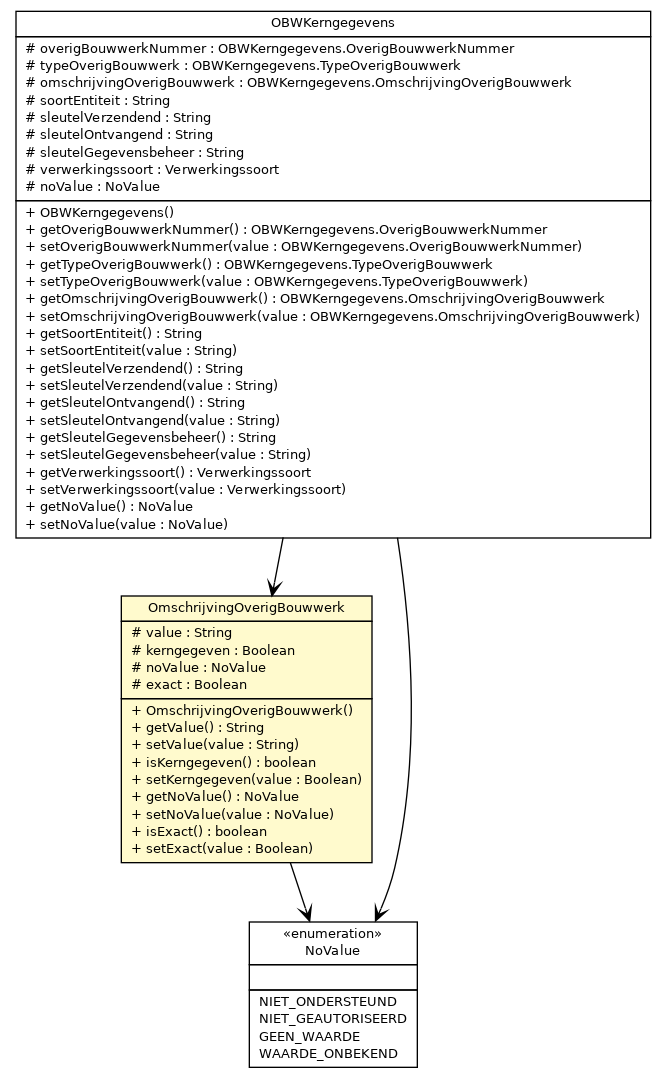 OBWKerngegevens
# overigBouwwerkNummer : OBWKerngegevens.OverigBouwwerkNummer
# typeOverigBouwwerk : OBWKerngegevens.TypeOverigBouwwerk
# omschrijvingOverigBouwwerk : OBWKerngegevens.OmschrijvingOverigBouwwerk
# soortEntiteit : String
# sleutelVerzendend : String
# sleutelOntvangend : String
# sleutelGegevensbeheer : String
# verwerkingssoort : Verwerkingssoort
# noValue : NoValue
+ OBWKerngegevens()
+ getOverigBouwwerkNummer() : OBWKerngegevens.OverigBouwwerkNummer
+ setOverigBouwwerkNummer(value : OBWKerngegevens.OverigBouwwerkNummer)
+ getTypeOverigBouwwerk() : OBWKerngegevens.TypeOverigBouwwerk
+ setTypeOverigBouwwerk(value : OBWKerngegevens.TypeOverigBouwwerk)
+ getOmschrijvingOverigBouwwerk() : OBWKerngegevens.OmschrijvingOverigBouwwerk
+ setOmschrijvingOverigBouwwerk(value : OBWKerngegevens.OmschrijvingOverigBouwwerk)
+ getSoortEntiteit() : String
+ setSoortEntiteit(value : String)
+ getSleutelVerzendend() : String
+ setSleutelVerzendend(value : String)
+ getSleutelOntvangend() : String
+ setSleutelOntvangend(value : String)
+ getSleutelGegevensbeheer() : String
+ setSleutelGegevensbeheer(value : String)
+ getVerwerkingssoort() : Verwerkingssoort
+ setVerwerkingssoort(value : Verwerkingssoort)
+ getNoValue() : NoValue
+ setNoValue(value : NoValue)
OmschrijvingOverigBouwwerk
# value : String
# kerngegeven : Boolean
# noValue : NoValue
# exact : Boolean
+ OmschrijvingOverigBouwwerk()
+ getValue() : String
+ setValue(value : String)
+ isKerngegeven() : boolean
+ setKerngegeven(value : Boolean)
+ getNoValue() : NoValue
+ setNoValue(value : NoValue)
+ isExact() : boolean
+ setExact(value : Boolean)
«enumeration»
NoValue
NIET_ONDERSTEUND
NIET_GEAUTORISEERD
GEEN_WAARDE
WAARDE_ONBEKEND